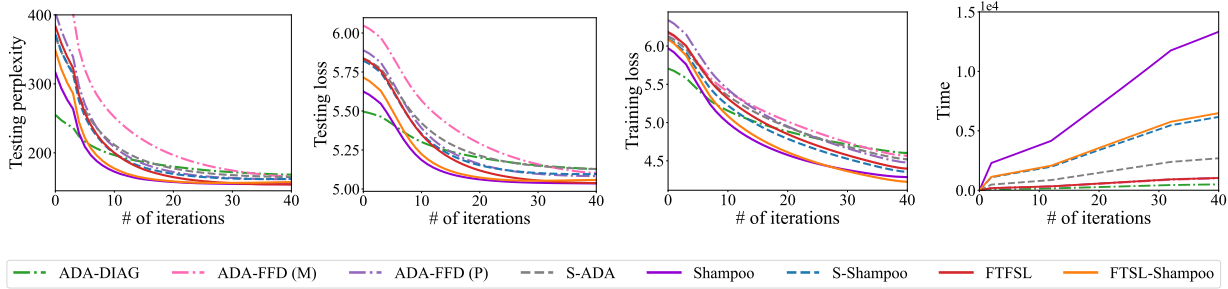 Testing perplexity
400
300
200
0 10 20 30 40
# of iterations
Testing loss
6.00
5.75
5.50
5.25
5.00
0 10 20 30 40
# of iterations
Training loss
6.0
5.5
5.0
4.5
0 10 20 30 40
# of iterations
Time
1e4
1.5
1.0
0.5
0.0
0 10 20 30 40
# of iterations
ADA-DIAG ADA-FFD (M) ADA-FFD (P) S-ADA Shampoo S-Shampoo FTFSL FTSL-Shampoo